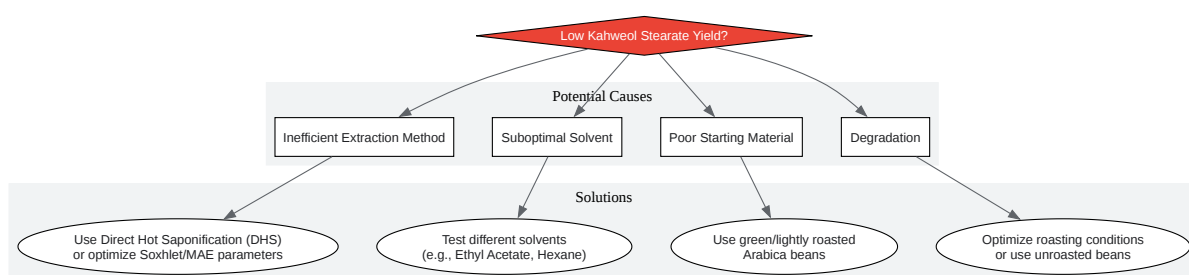 Low Kahweol Stearate Yield?
Potential Causes
Inefficient Extraction Method
Suboptimal Solvent
Poor Starting Material
Degradation
Solutions
Use Direct Hot Saponification (DHS)
or optimize Soxhlet/MAE parameters
Test different solvents
(e.g., Ethyl Acetate, Hexane)
Use green/lightly roasted
Arabica beans
Optimize roasting conditions
or use unroasted beans